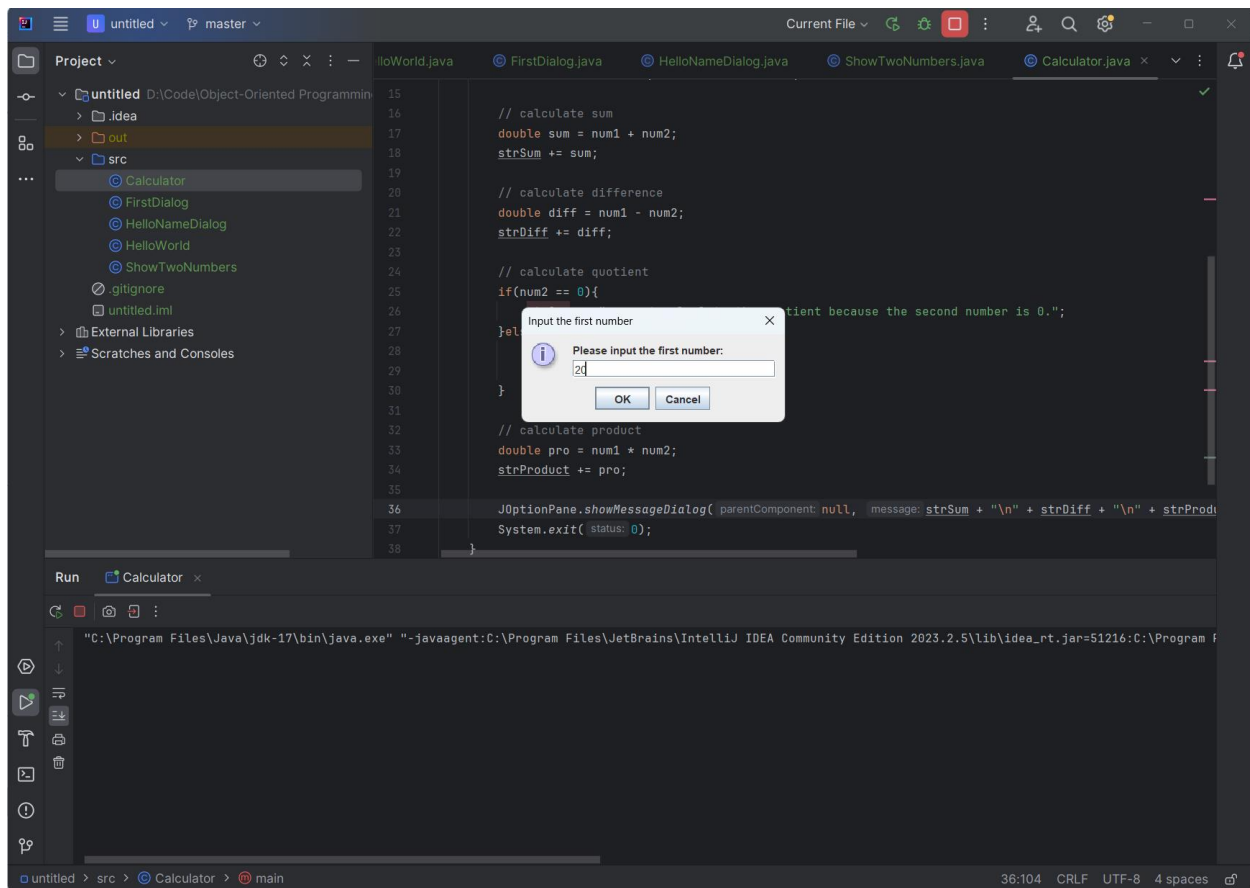 U untitled master Current File
Project
lloWorld.java FirstDialog.java HelloNameDialog.java ShowTwoNumbers.java Calculator.java
untitled D:\Code\Object-Oriented Programmin
.idea
out
src
Calculator
FirstDialog
HelloNameDialog
HelloWorld
ShowTwoNumbers
.gitignore
untitled.iml
External Libraries
Scratches and Consoles
15
16 // calculate sum
17 double sum = num1 + num2;
18 strSum += sum;
19
20 // calculate difference
21 double diff = num1 - num2;
22 strDiff += diff;
23
24 // calculate quotient
25 if(num2 == 0){
26 tient because the second number is 0.";
27 }el
28
29
30 }
31
32 // calculate product
33 double pro = num1 * num2;
34 strProduct += pro;
35
36 JOptionPane.showMessageDialog( parentComponent: null, message: strSum + "\n" + strDiff + "\n" + strProdu
37 System.exit( status: 0);
38 }
Input the first number
Please input the first number:
20
OK Cancel
Run Calculator
"C:\Program Files\Java\jdk-17\bin\java.exe" "-javaagent:C:\Program Files\JetBrains\IntelliJ IDEA Community Edition 2023.2.5\lib\idea_rt.jar=51216:C:\Program F
untitled > src > Calculator > main 36:104 CRLF UTF-8 4 spaces